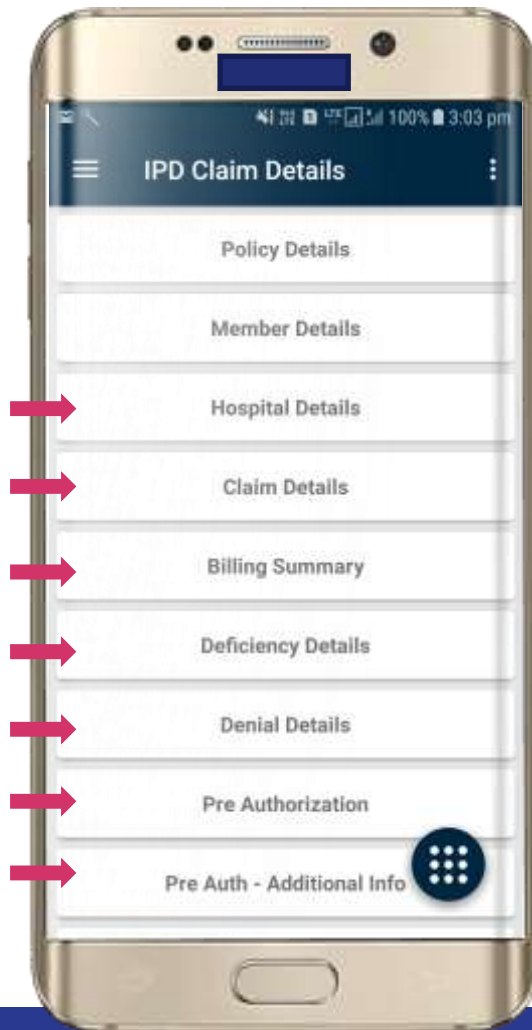 100% 3:03 pm
IPD Claim Details
Policy Details
Member Details
Hospital Details
Claim Details
Billing Summary
Deficiency Details
Denial Details
Pre Authorization
Pre Auth - Additional Info